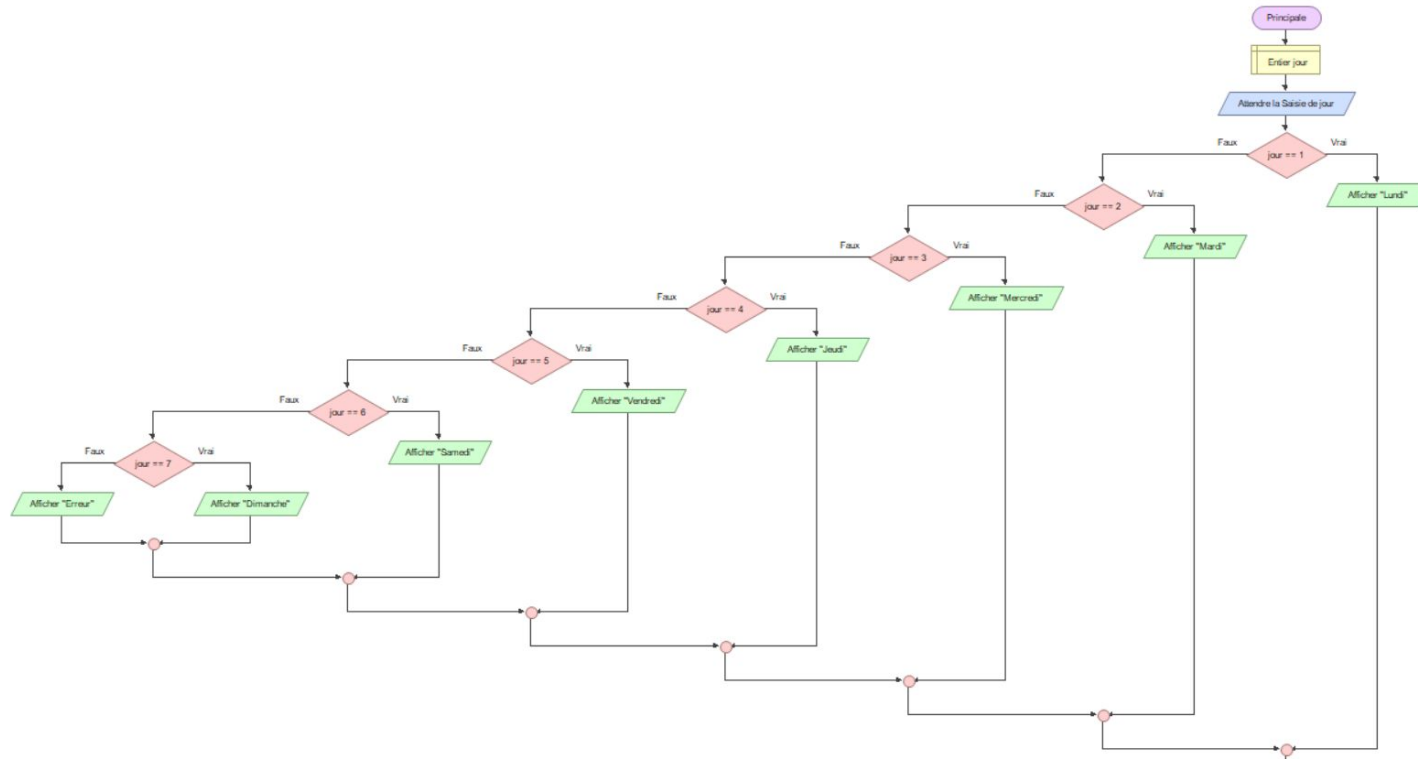 Principale
Entier jour
Attendre la Saisie de jour
Faux
Vrai
jour == 1
Afficher "Lundi"
Faux
Vrai
jour == 2
Afficher "Mardi"
Faux
Vrai
jour == 3
Afficher "Mercredi"
Faux
Vrai
jour == 4
Afficher "Jeudi"
Faux
Vrai
jour == 5
Afficher "Vendredi"
Faux
Vrai
jour == 6
Afficher "Samedi"
Faux
Vrai
jour == 7
Afficher "Erreur"
Afficher "Dimanche"